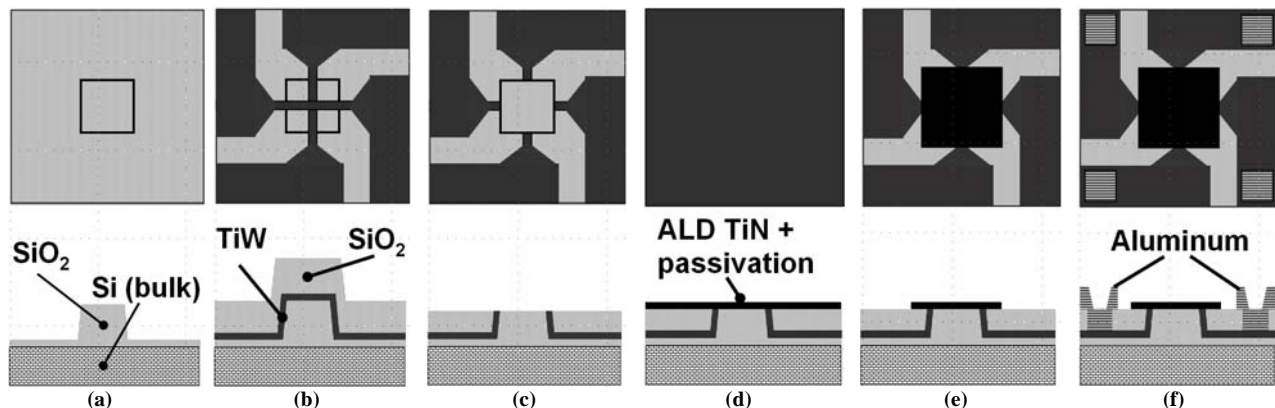 SiO2
Si (bulk)
TiW
SiO2
ALD TiN +
passivation
Aluminum
(a)
(b)
(c)
(d)
(e)
(f)